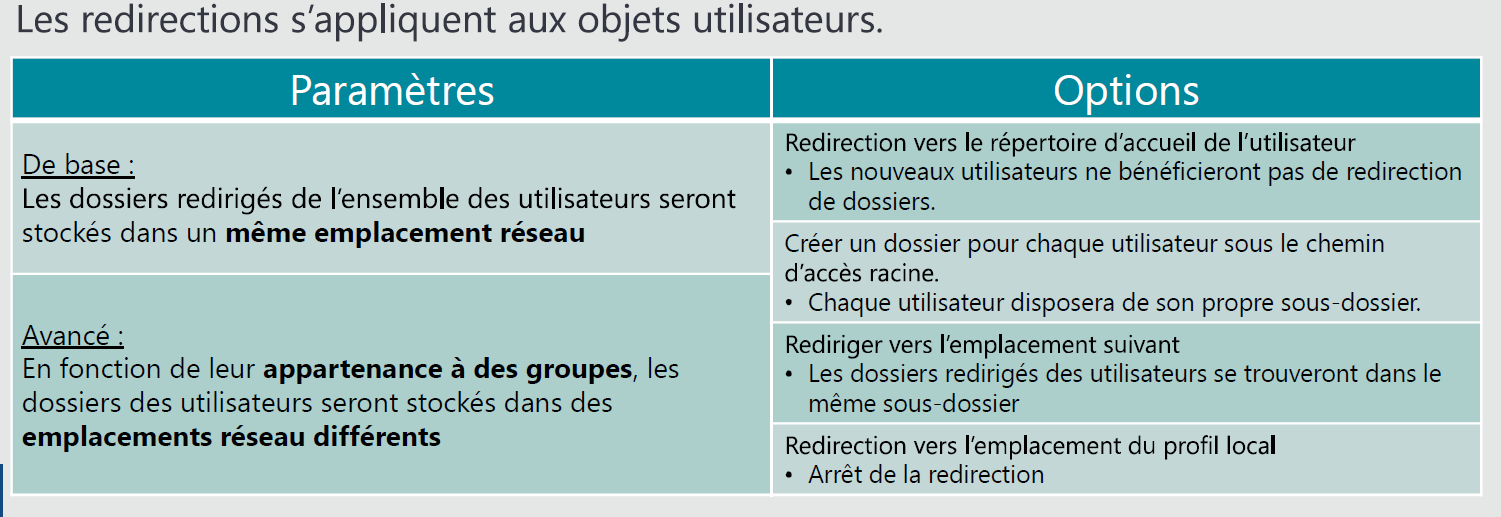 Les redirections s’appliquent aux objets utilisateurs.
Paramètres
Options
De base :
Les dossiers redirigés de l’ensemble des utilisateurs seront
stockés dans un même emplacement réseau
Avancé :
En fonction de leur appartenance à des groupes, les
dossiers des utilisateurs seront stockés dans des
emplacements réseau différents
Redirection vers le répertoire d’accueil de l’utilisateur
• Les nouveaux utilisateurs ne bénéficieront pas de redirection
de dossiers.
Créer un dossier pour chaque utilisateur sous le chemin
d’accès racine.
• Chaque utilisateur disposera de son propre sous-dossier.
Rediriger vers l’emplacement suivant
• Les dossiers redirigés des utilisateurs se trouveront dans le
même sous-dossier
Redirection vers l’emplacement du profil local
• Arrêt de la redirection